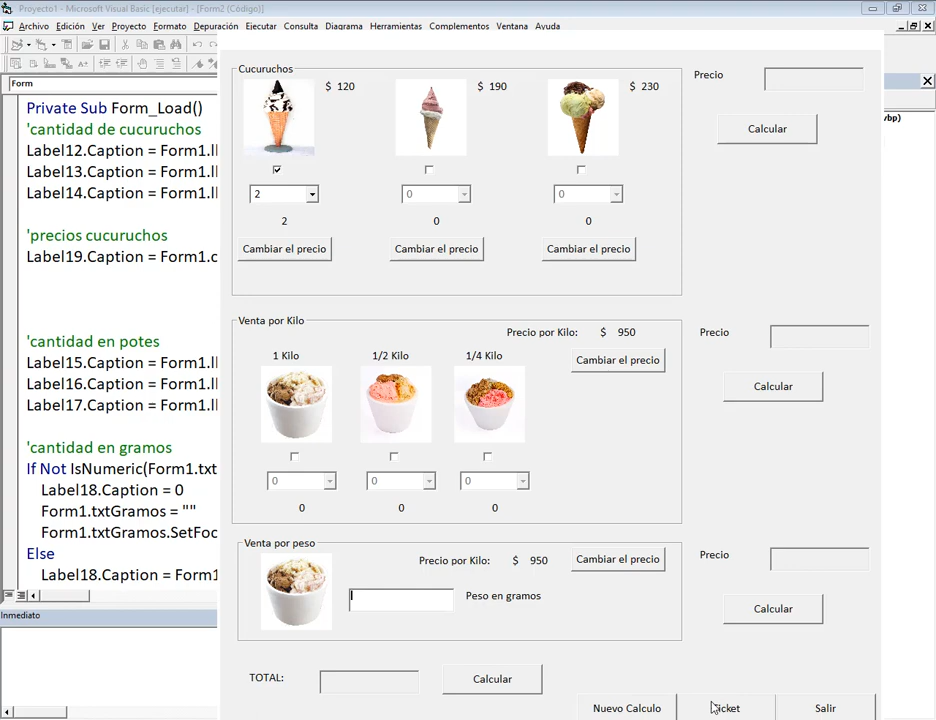 Proyecto1 - Microsoft Visual Basic [ejecutar] - [Form2 (Código)]
Archivo Edición Ver Proyecto Formato Depuración Ejecutar Consulta Diagrama Herramientas Complementos Ventana Ayuda
Form
Private Sub Form_Load()
'cantidad de cucuruchos
Label12.Caption = Form1.l
Label13.Caption = Form1.l
Label14.Caption = Form1.l
'precios cucuruchos
Label19.Caption = Form1.c
'cantidad en potes
Label15.Caption = Form1.l
Label16.Caption = Form1.l
Label17.Caption = Form1.l
'cantidad en gramos
If Not IsNumeric(Form1.txt
Label18.Caption = 0
Form1.txtGramos = ""
Form1.txtGramos.SetFoc
Else
Label18.Caption = Form1
Inmediato
vbp)
Cucuruchos
$ 120 $ 190 $ 230
2 0 0
2 0 0
Cambiar el precio Cambiar el precio Cambiar el precio
Precio
Calcular
Venta por Kilo
Precio por Kilo: $ 950
1 Kilo 1/2 Kilo 1/4 Kilo
Cambiar el precio
0 0 0
0 0 0
Precio
Calcular
Venta por peso
Precio por Kilo: $ 950 Cambiar el precio
Peso en gramos
Precio
Calcular
TOTAL: Calcular
Nuevo Calculo Ticket Salir